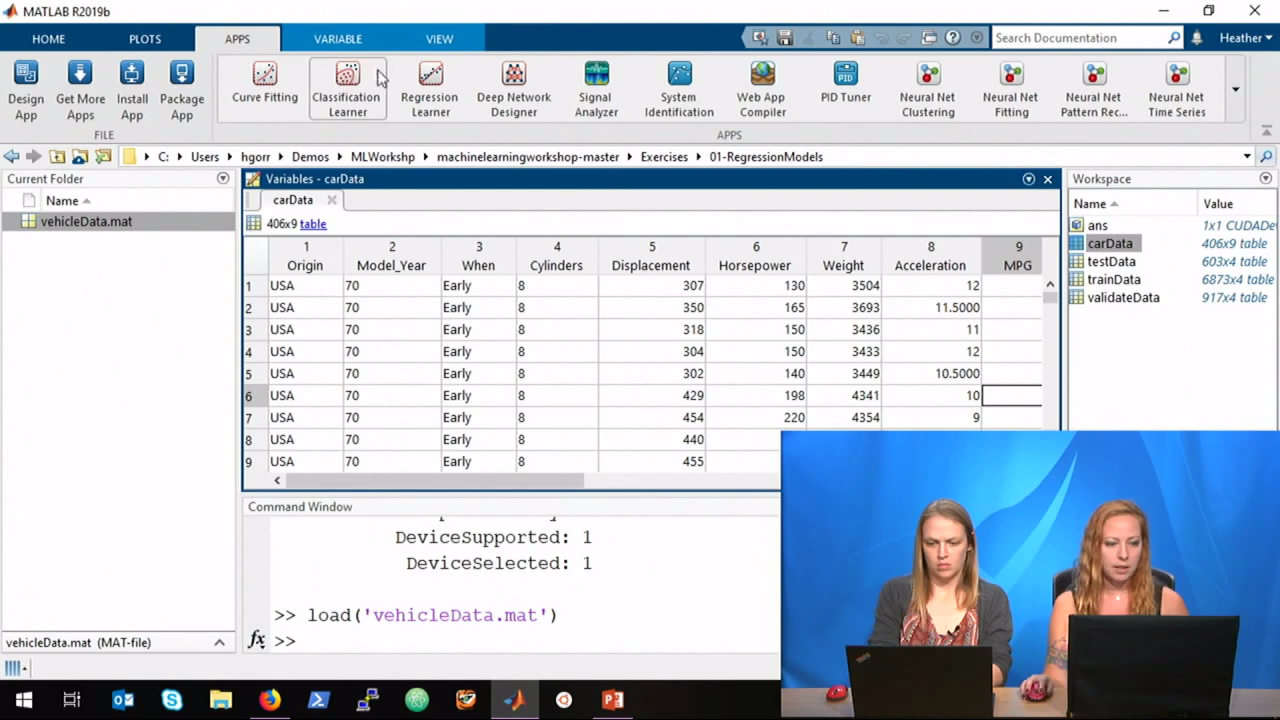 MATLAB R2019b
HOME PLOTS APPS VARIABLE VIEW
Search Documentation
Heather
Design App
Get More Apps
Install App
Package App
Curve Fitting
Classification Learner
Regression Learner
Deep Network Designer
Signal Analyzer
System Identification
Web App Compiler
PID
PID Tuner
Neural Net Clustering
Neural Net Fitting
Neural Net Pattern Rec...
Neural Net Time Series
FILE APPS
C: Users hgorr Demos MLWorkshp machinelearningworkshop-master Exercises 01-RegressionModels
Current Folder
Name
vehicleData.mat
vehicleData.mat (MAT-file)
Variables - carData
carData
406x9 table
1 2 3 4 5 6 7 8 9
Origin Model_Year When Cylinders Displacement Horsepower Weight Acceleration MPG
1 USA 70 Early 8 307 130 3504 12
2 USA 70 Early 8 350 165 3693 11.5000
3 USA 70 Early 8 318 150 3436 11
4 USA 70 Early 8 304 150 3433 12
5 USA 70 Early 8 302 140 3449 10.5000
6 USA 70 Early 8 429 198 4341 10
7 USA 70 Early 8 454 220 4354 9
8 USA 70 Early 8 440
9 USA 70 Early 8 455
Command Window
DeviceSupported: 1
DeviceSelected: 1
>> load('vehicleData.mat')
fx >>
Workspace
Name Value
ans 1x1 CUDADe
carData 406x9 table
testData 603x4 table
trainData 6873x4 table
validateData 917x4 table